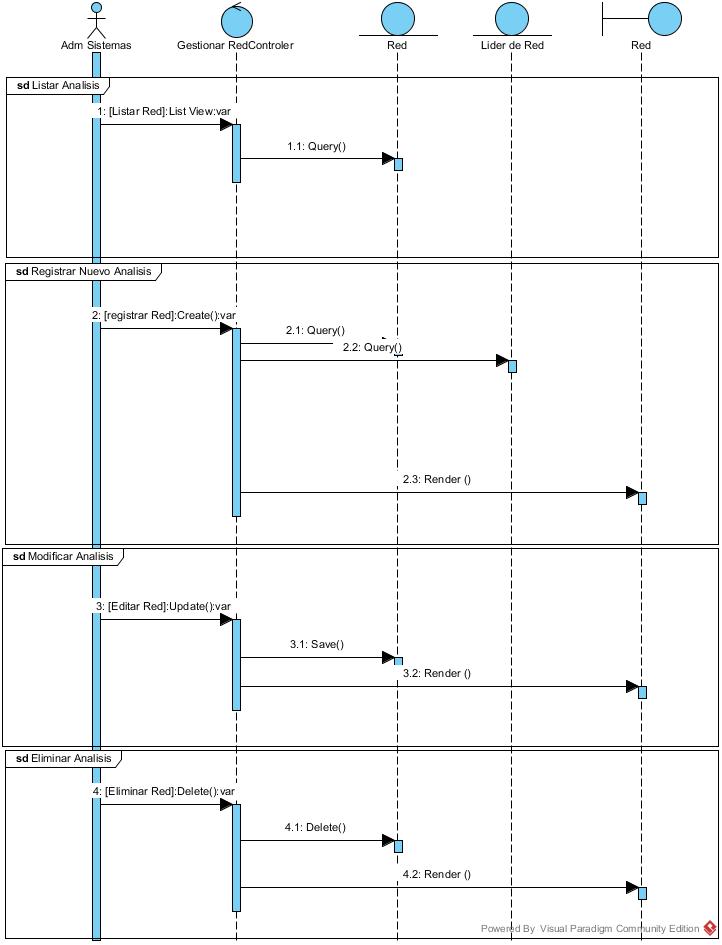 Adm Sistemas
Gestionar RedControler
Red
Lider de Red
Red
sd Listar Analisis
1: [Listar Red]:List View:var
1.1: Query()
sd Registrar Nuevo Analisis
2: [registrar Red]:Create():var
2.1: Query()
2.2: Query()
2.3: Render ()
sd Modificar Analisis
3: [Editar Red]:Update():var
3.1: Save()
3.2: Render ()
sd Eliminar Analisis
4: [Eliminar Red]:Delete():var
4.1: Delete()
4.2: Render ()
Powered By Visual Paradigm Community Edition